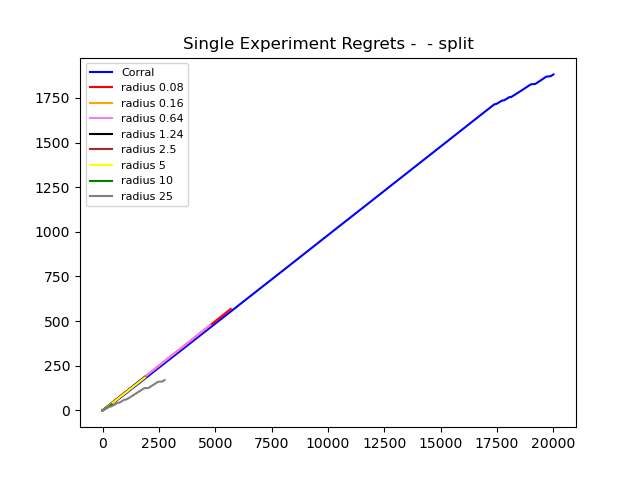 Single Experiment Regrets -  - split
Corral
radius 0.08
radius 0.16
radius 0.64
radius 1.24
radius 2.5
radius 5
radius 10
radius 25
1750
1500
1250
1000
750
500
250
0
0 2500 5000 7500 10000 12500 15000 17500 20000